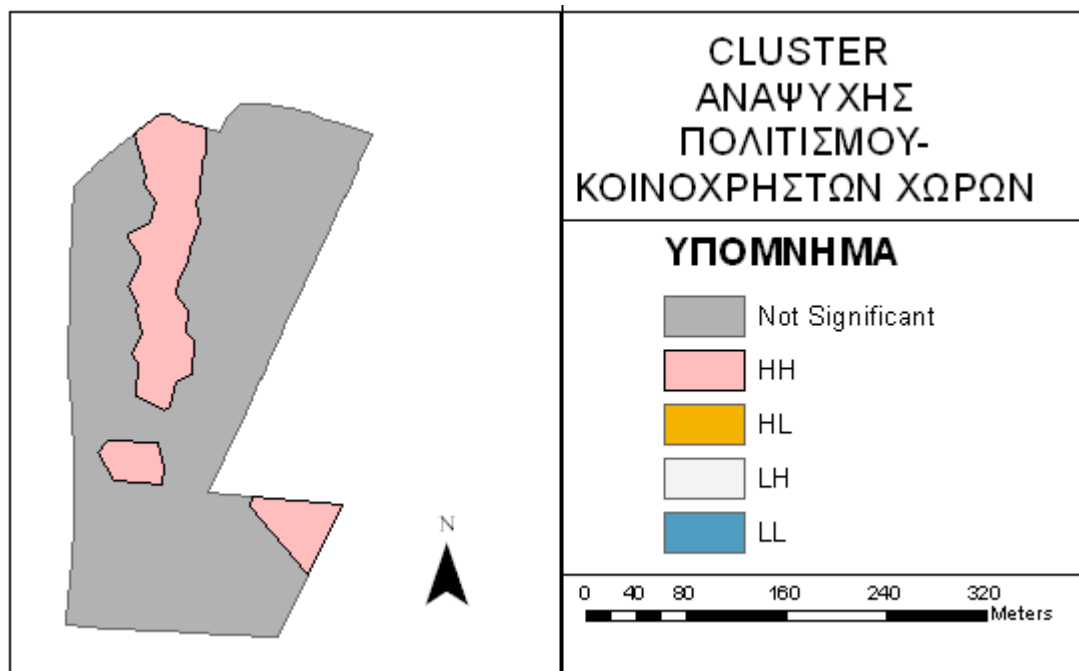 CLUSTER
ΑΝΑΨΥΧΗΣ
ΠΟΛΙΤΙΣΜΟΥ-
ΚΟΙΝΟΧΡΗΣΤΩΝ ΧΩΡΩΝ
ΥΠΟΜΝΗΜΑ
Not Significant
HH
HL
LH
LL
N
0 40 80 160 240 320
Meters